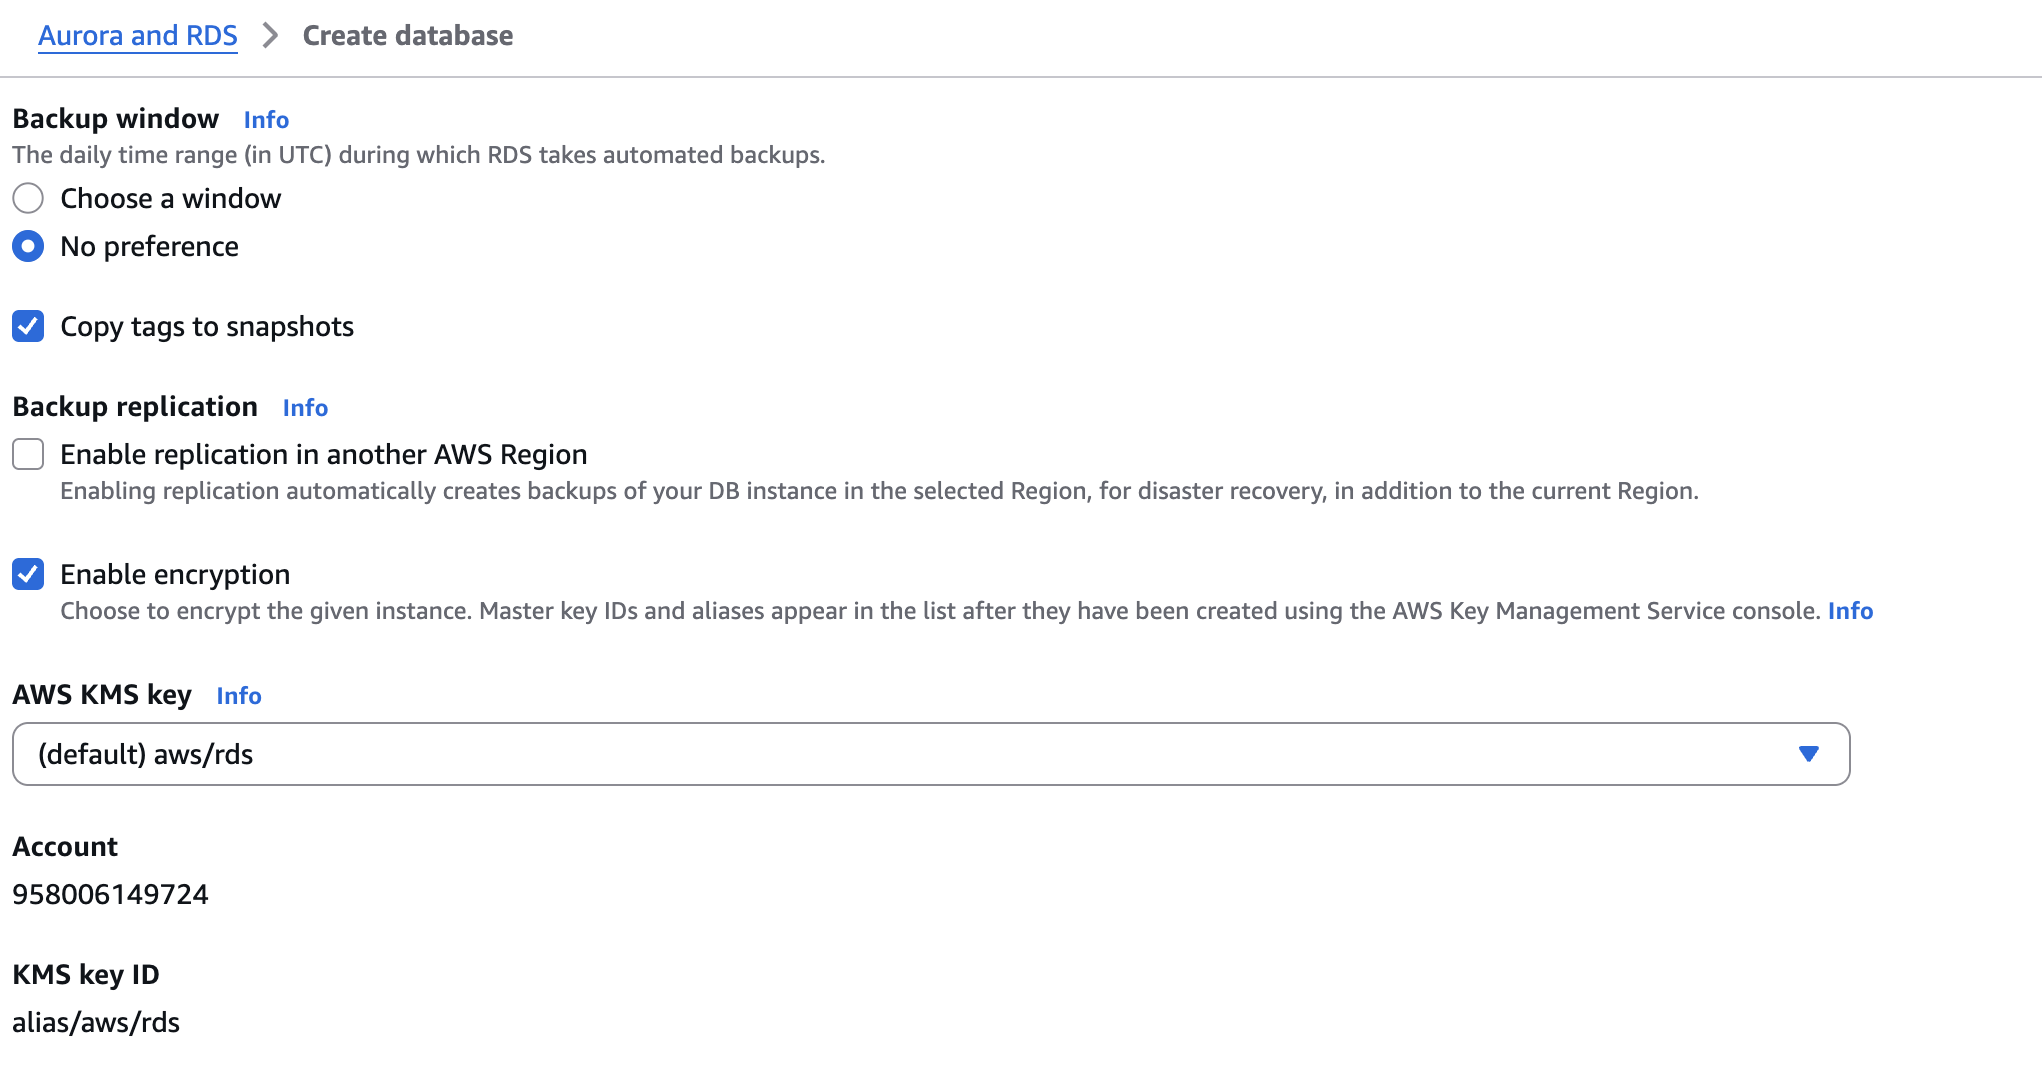 Aurora and RDS > Create database
Backup window Info
The daily time range (in UTC) during which RDS takes automated backups.
Choose a window
No preference
Copy tags to snapshots
Backup replication Info
Enable replication in another AWS Region
Enabling replication automatically creates backups of your DB instance in the selected Region, for disaster recovery, in addition to the current Region.
Enable encryption
Choose to encrypt the given instance. Master key IDs and aliases appear in the list after they have been created using the AWS Key Management Service console. Info
AWS KMS key Info
(default) aws/rds
Account
958006149724
KMS key ID
alias/aws/rds